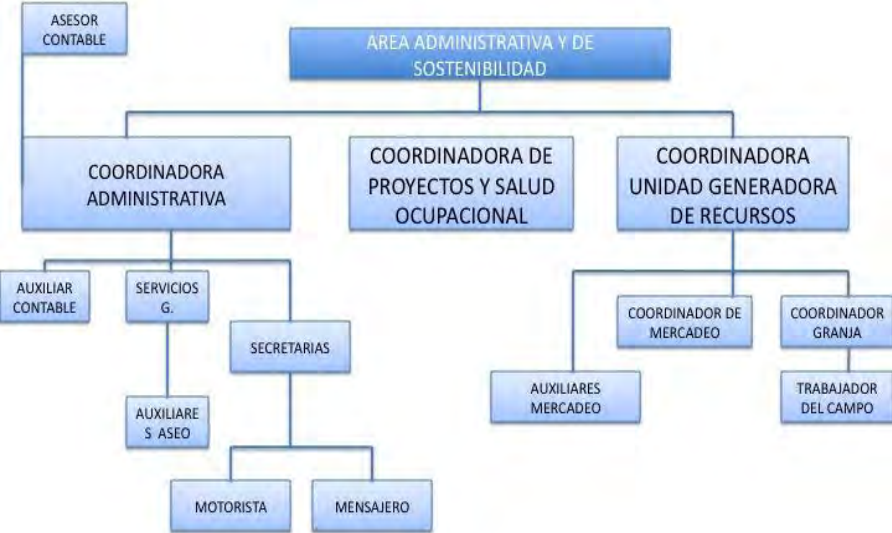 ASESOR
CONTABLE
AREA ADMINISTRATIVA Y DE
SOSTENIBILIDAD
COORDINADORA
ADMINISTRATIVA
COORDINADORA DE
PROYECTOS Y SALUD
OCUPACIONAL
COORDINADORA
UNIDAD GENERADORA
DE RECURSOS
AUXILIAR
CONTABLE
SERVICIOS
G.
SECRETARIAS
COORDINADOR DE
MERCADEO
COORDINADOR
GRANJA
AUXILIARES
MERCADEO
TRABAJADOR
DEL CAMPO
AUXILIARE
S ASEO
MOTORISTA
MENSAJERO